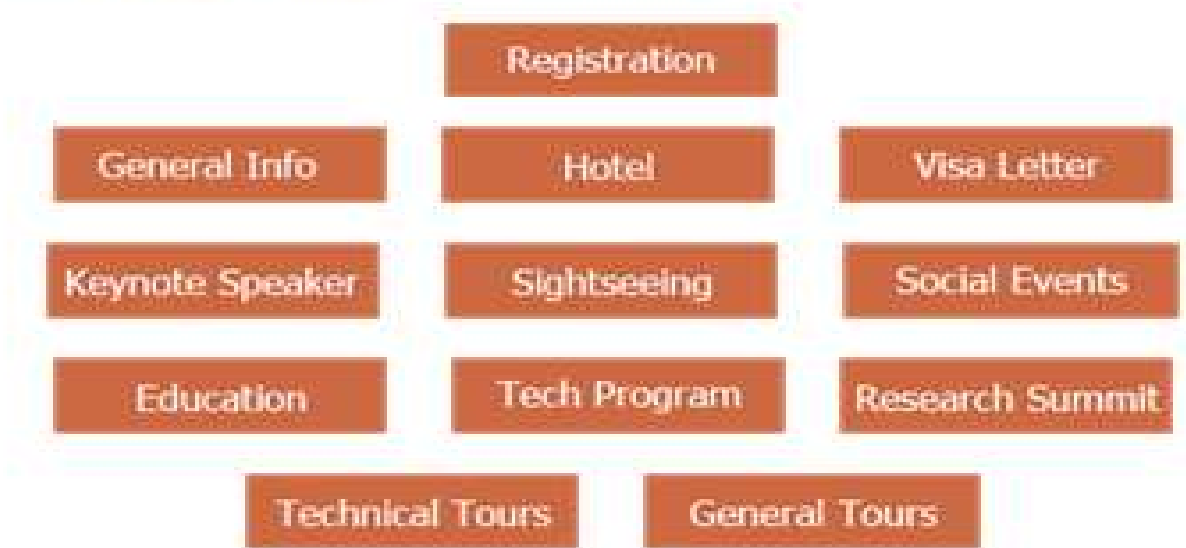 Registration
General Info
Hotel
Visa Letter
Keynote Speaker
Sightseeing
Social Events
Education
Tech Program
Research Summit
Technical Tours
General Tours